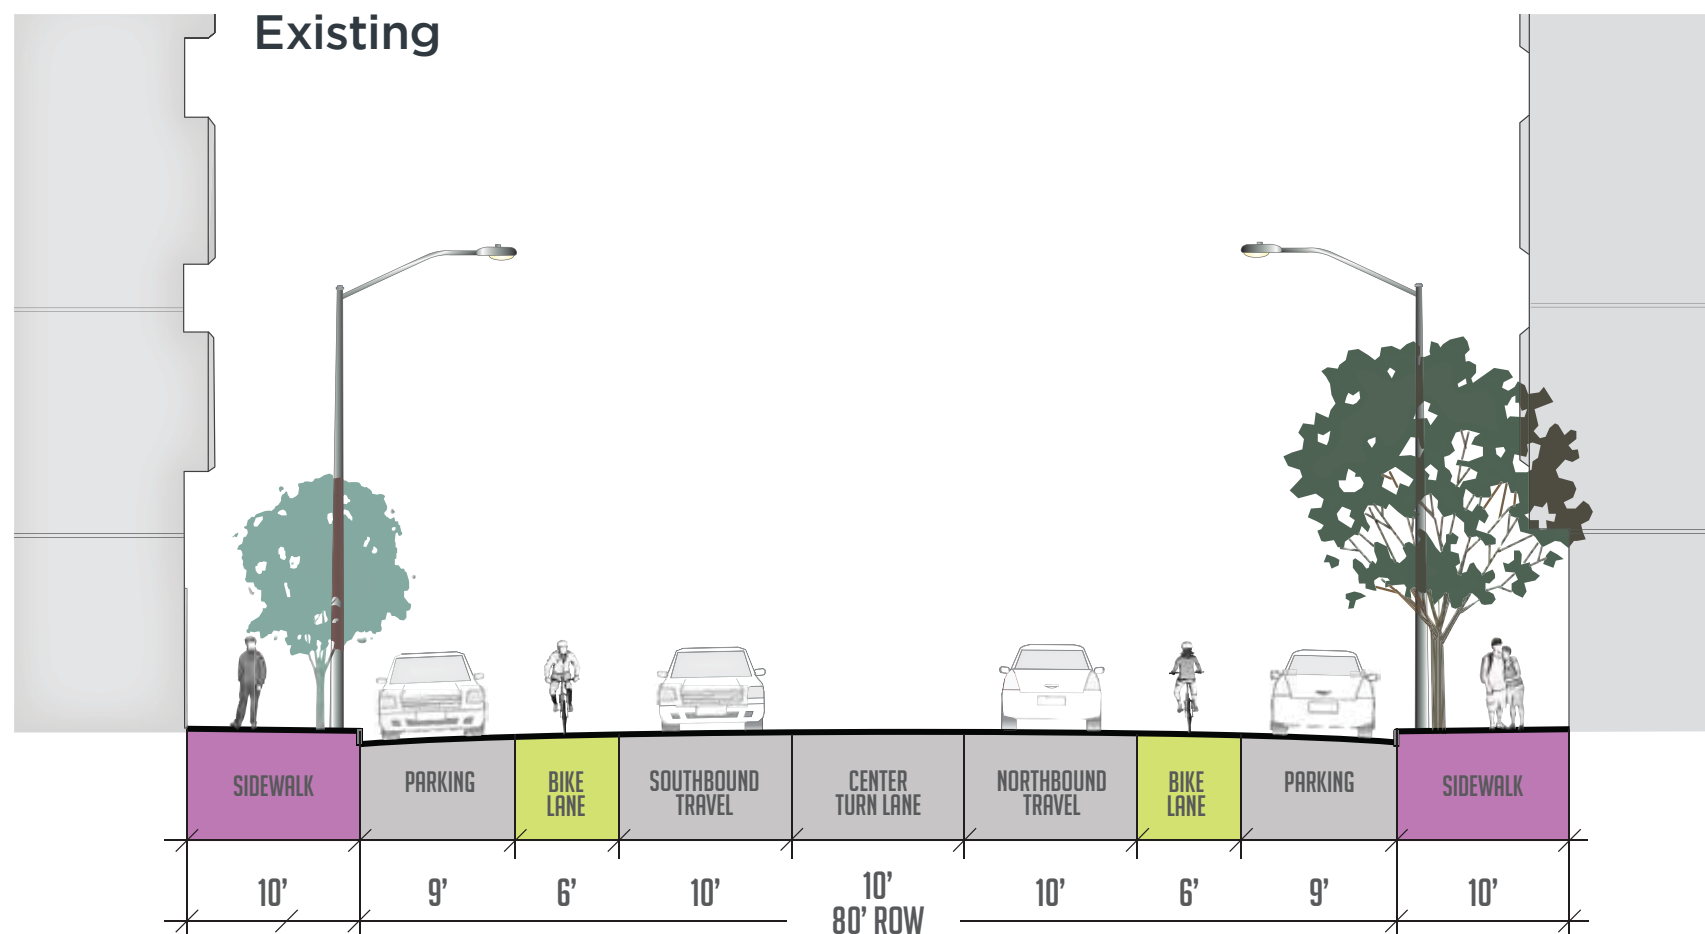 Existing
SIDEWALK
PARKING
BIKE
LANE
SOUTHBOUND
TRAVEL
CENTER
TURN LANE
NORTHBOUND
TRAVEL
BIKE
LANE
PARKING
SIDEWALK
10'
9'
6'
10'
10'
10'
6'
9'
10'
80' ROW